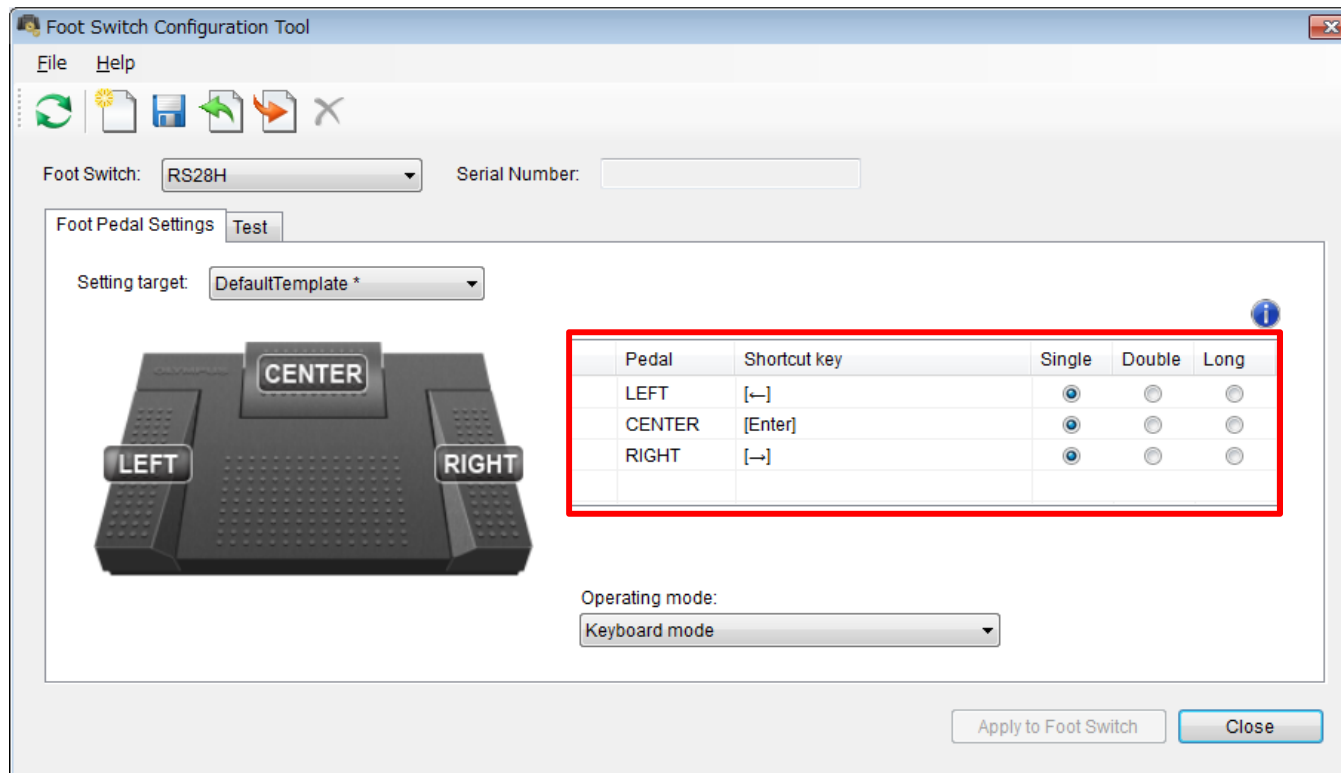 Foot Switch Configuration Tool
File Help
Foot Switch: RS28H Serial Number:
Foot Pedal Settings Test
Setting target: DefaultTemplate *
OLYMPUS
CENTER
LEFT
RIGHT
Pedal Shortcut key Single Double Long
LEFT [←]
CENTER [Enter]
RIGHT [→]
Operating mode:
Keyboard mode
Apply to Foot Switch Close